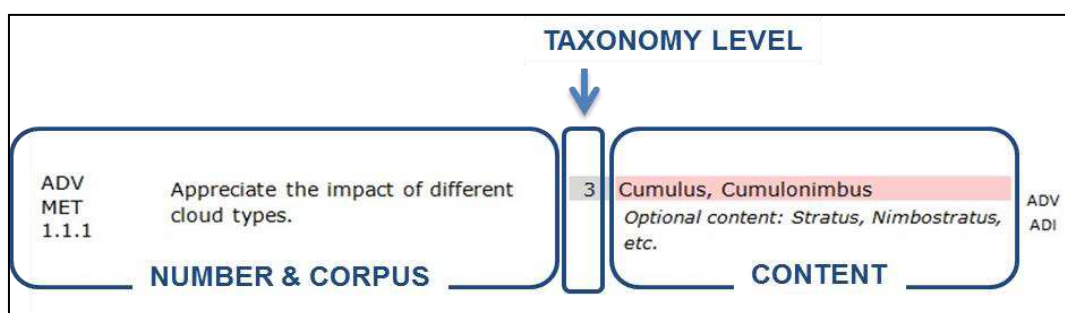 TAXONOMY LEVEL
ADV
MET
1.1.1
Appreciate the impact of different
cloud types.
3
Cumulus, Cumulonimbus
Optional content: Stratus, Nimbostratus,
etc.
ADV
ADI
NUMBER & CORPUS
CONTENT